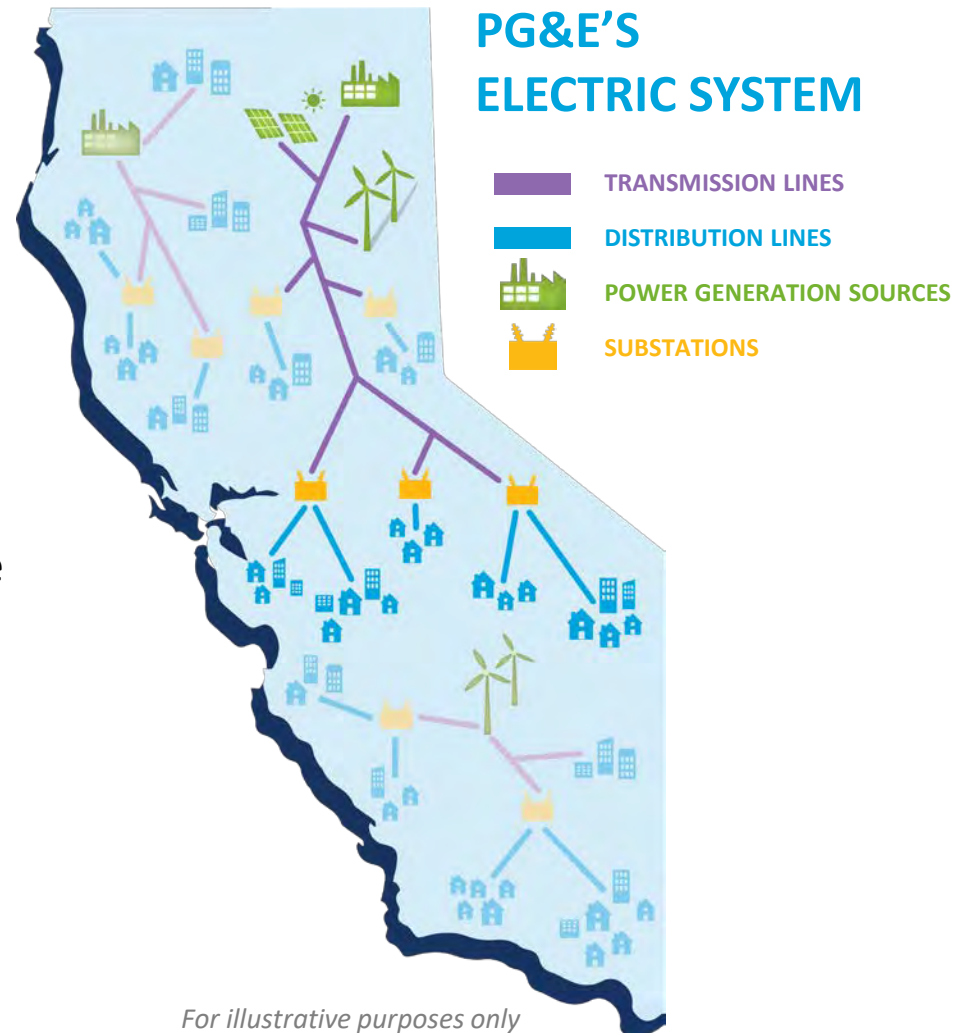 PG&E'S
ELECTRIC SYSTEM
TRANSMISSION LINES
DISTRIBUTION LINES
POWER GENERATION SOURCES
SUBSTATIONS
e
For illustrative purposes only